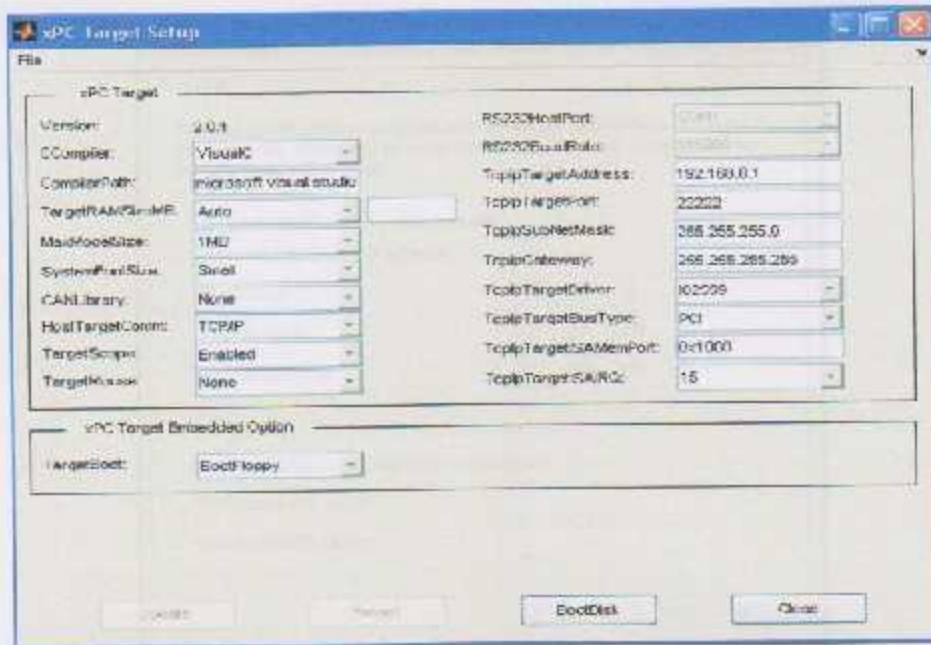 xPC Target Setup
File
xPC Target
Version: 2.0.1
CCompiler: VisualC
CompilerPath: microsoft visual studio
TargetRAMSizeMB: Auto
MaxModelSize: 1MB
SystemFontSize: Small
CANLibrary: None
HostTargetComm: TCP/IP
TargetScope: Enabled
TargetMouse: None
RS232HostPort:
RS232BaudRate:
TcpIpTargetAddress: 192.168.0.1
TcpIpTargetPort: 22222
TcpIpSubNetMask: 255.255.255.0
TcpIpGateway: 255.255.255.255
TcpIpTargetDriver: I82559
TcpIpTargetBusType: PCI
TcpIpTargetISAMemPort: 0x1000
TcpIpTargetISAIRQ: 15
xPC Target Embedded Option
TargetBoot: BootFloppy
BootDisk
Close